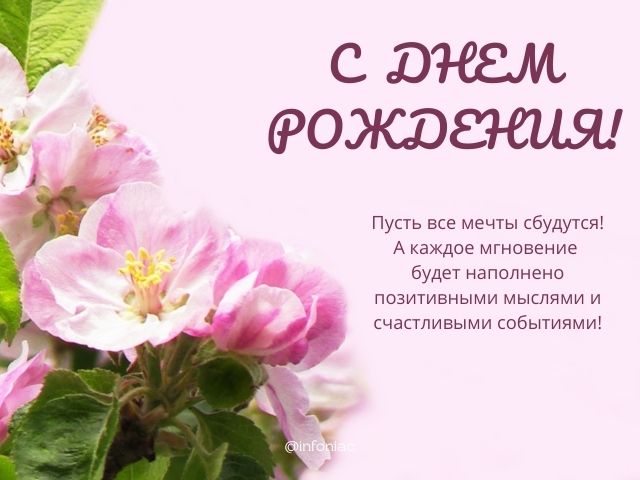 С ДНЕМ
РОЖДЕНИЯ!
Пусть все мечты сбудутся!
А каждое мгновение
будет наполнено
позитивными мыслями и
счастливыми событиями!
@infoniac